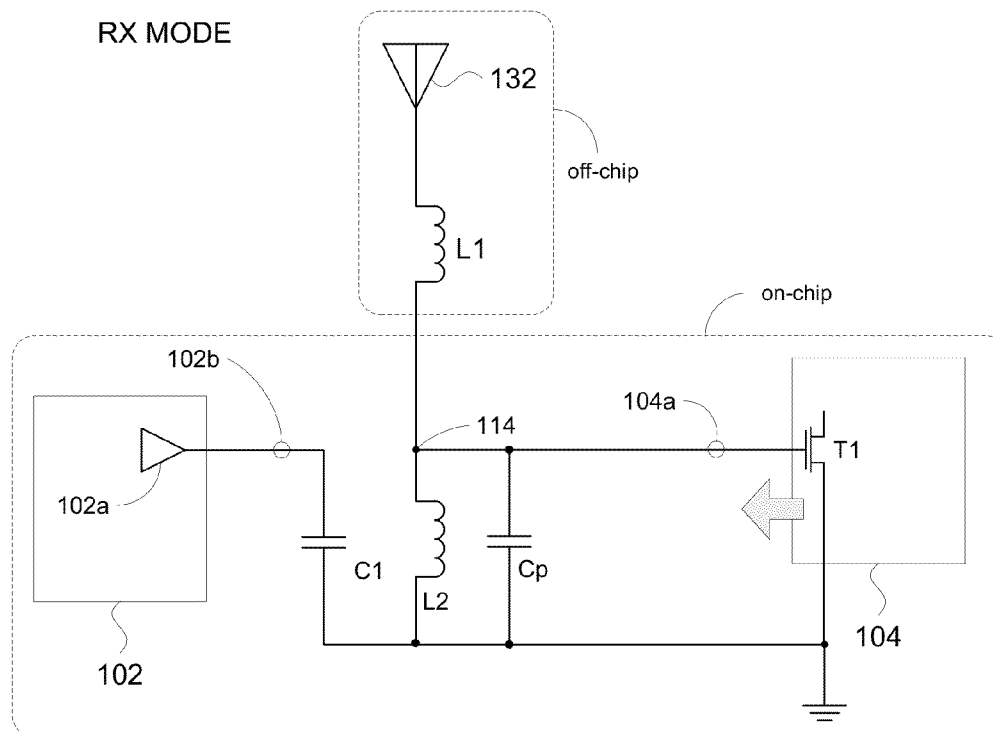 RX MODE
132
off-chip
L1
on-chip
102b
104a
114
T1
102a
C1
Cp
L2
104
102